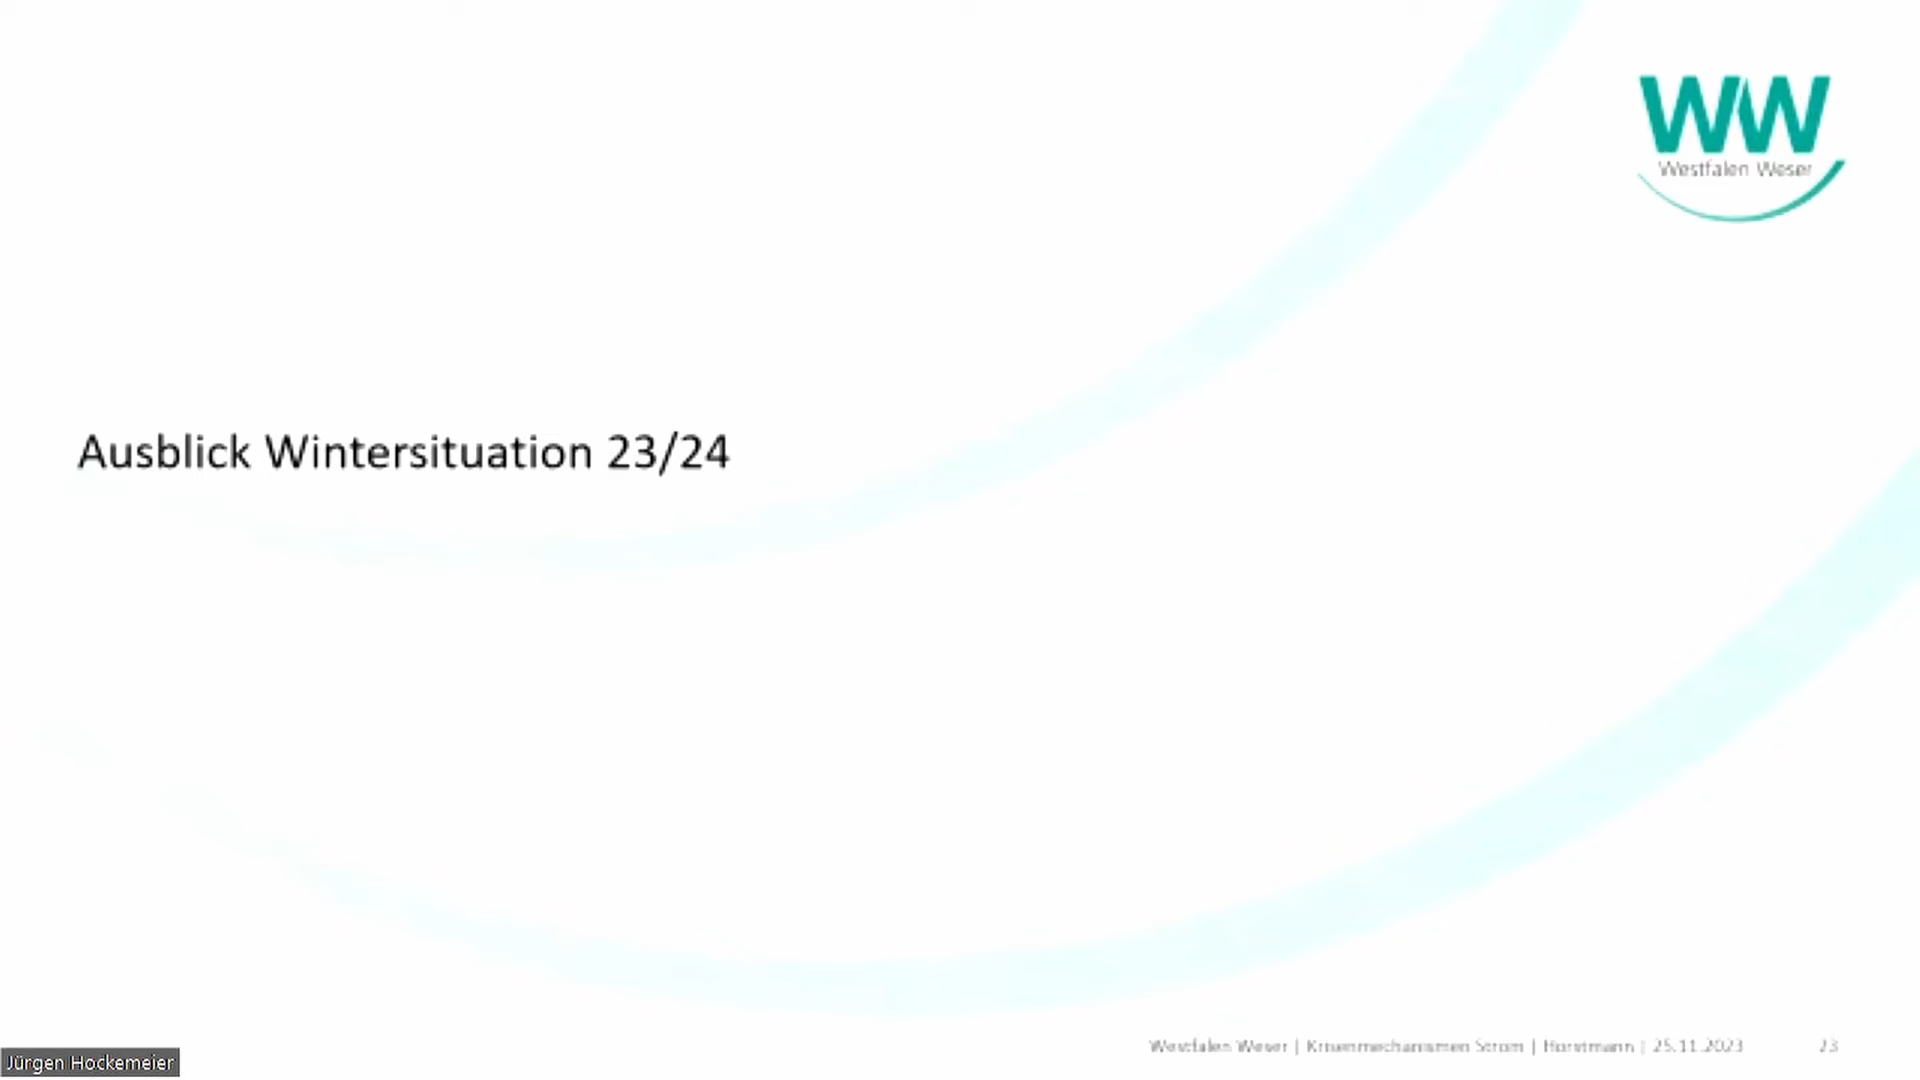 WW
Westfalen Weser
Ausblick Wintersituation 23/24
Westfalen Weser | Krisenmechanismen Strom | Horstmann | 25.11.2023 23
Jürgen Hockemeier